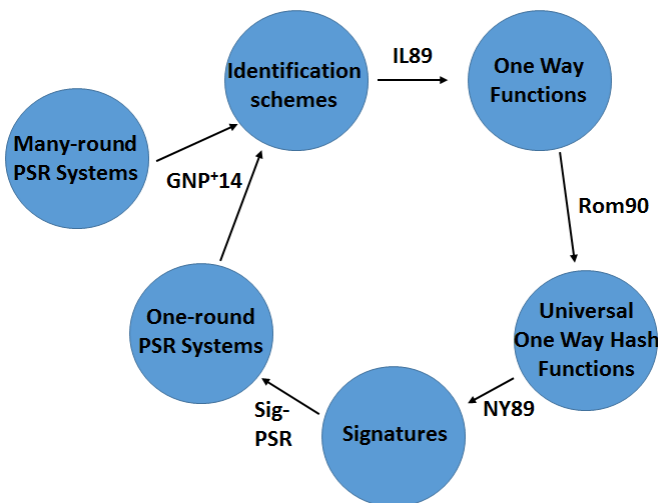 Identification
schemes
IL89
One Way
Functions
Many-round
PSR Systems
GNP+14
Rom90
One-round
PSR Systems
Universal
One Way Hash
Functions
Sig-
PSR
Signatures
NY89